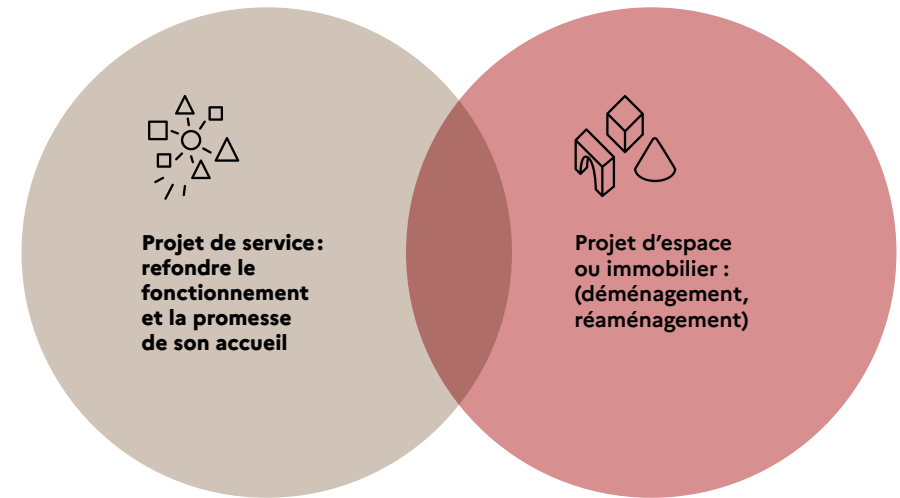 Projet de service :
refondre le
fonctionnement
et la promesse
de son accueil
Projet d’espace
ou immobilier :
(déménagement,
réaménagement)